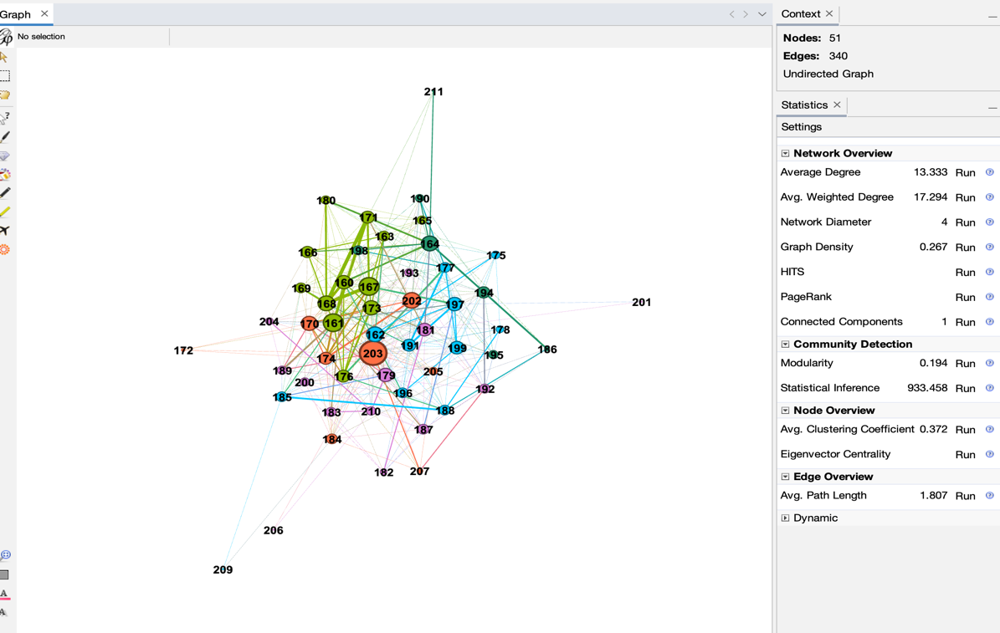 Graph
Context
No selection
Nodes: 51
Edges: 340
Undirected Graph
Statistics
Settings
Network Overview
Average Degree 13.333 Run
Avg. Weighted Degree 17.294 Run
Network Diameter 4 Run
Graph Density 0.267 Run
HITS Run
PageRank Run
Connected Components 1 Run
Community Detection
Modularity 0.194 Run
Statistical Inference 933.458 Run
Node Overview
Avg. Clustering Coefficient 0.372 Run
Eigenvector Centrality Run
Edge Overview
Avg. Path Length 1.807 Run
Dynamic
211
180
190
171
165
163
164
166
198
175
177
193
160
167
169
194
202
168
197
201
173
204
170
161
181
178
162
191
199
172
186
203
195
174
189
205
176
179
200
192
196
185
183
210
188
187
184
182
207
206
209